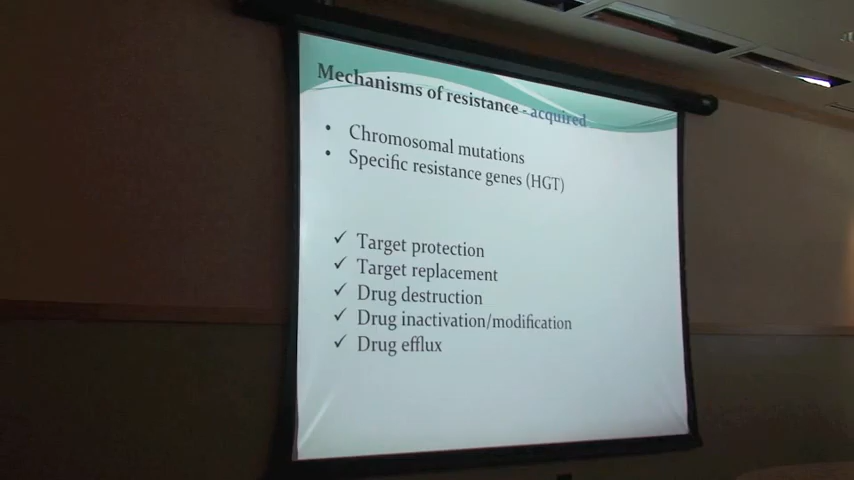 Mechanisms of resistance - acquired
• Chromosomal mutations
• Specific resistance genes (HGT)
✓ Target protection
✓ Target replacement
✓ Drug destruction
✓ Drug inactivation/modification
✓ Drug efflux